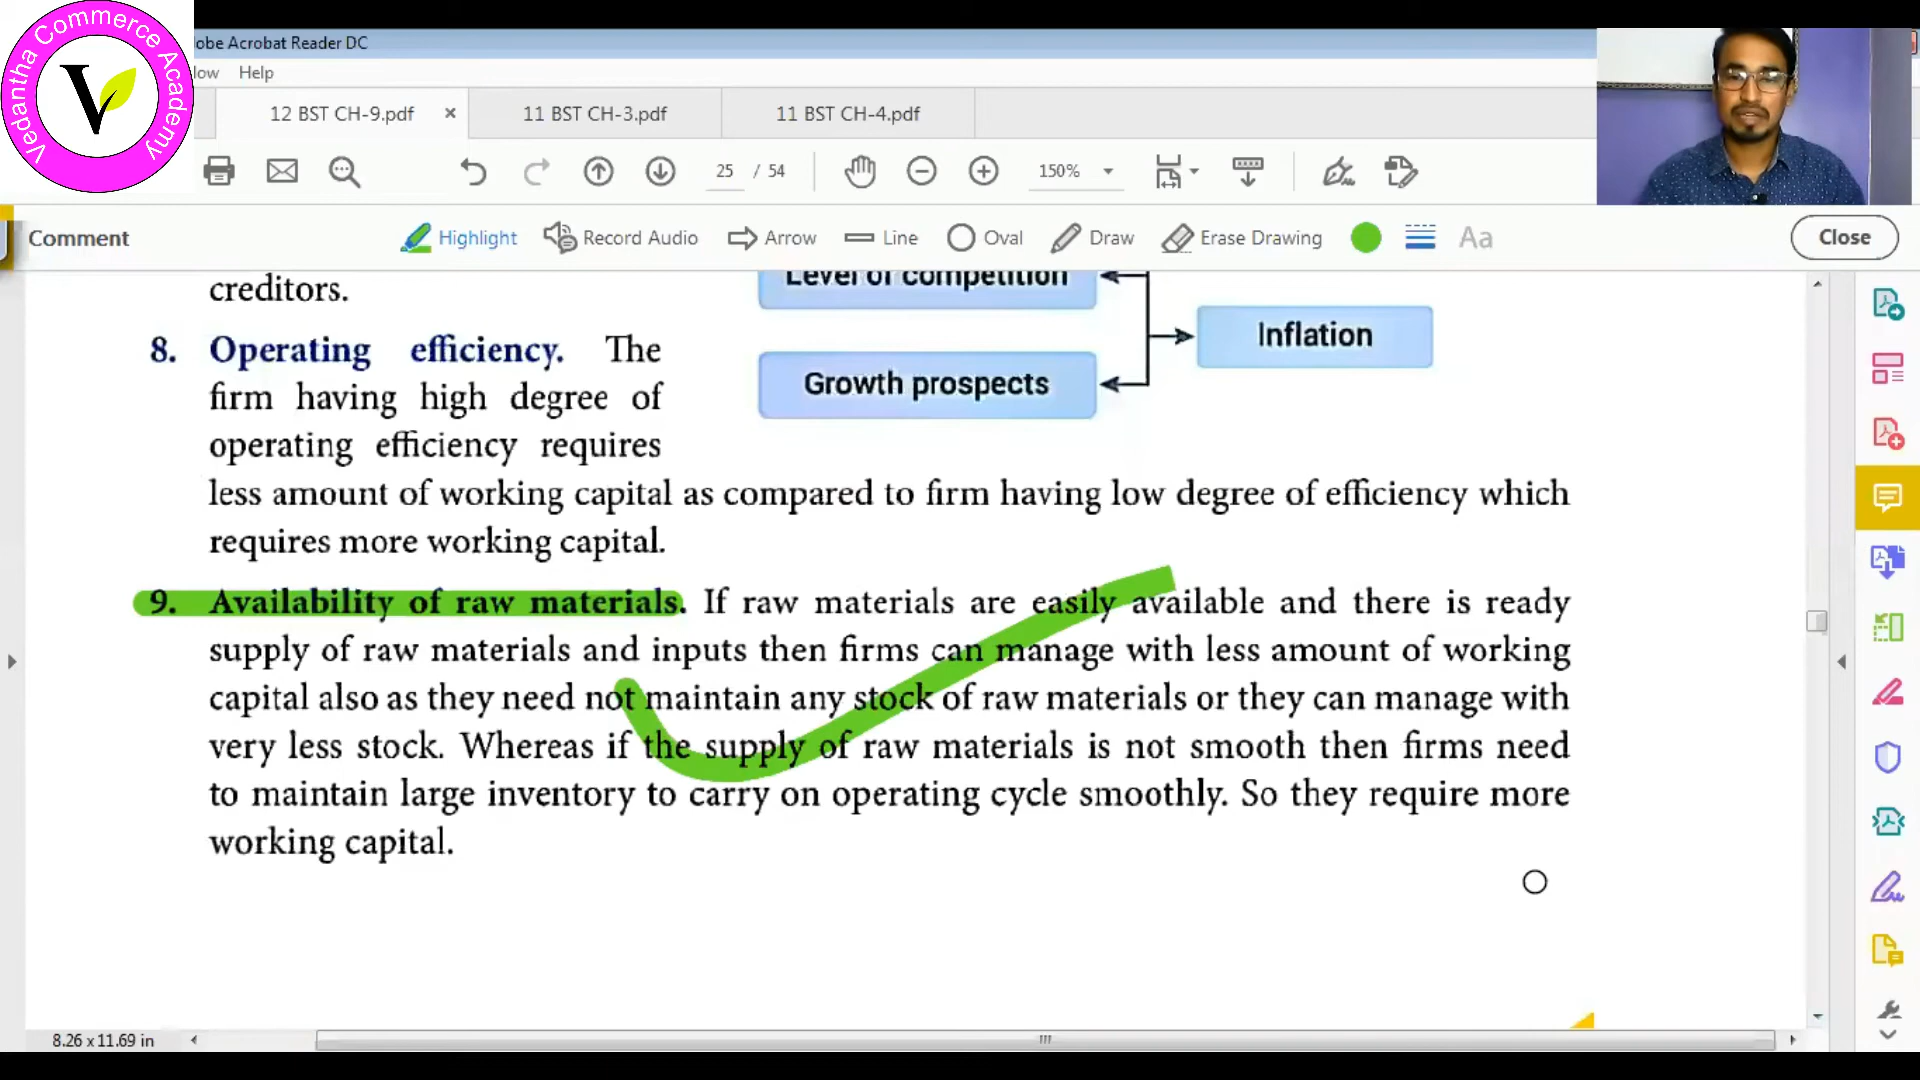 Vedantha Commerce Academy
V
obe Acrobat Reader DC
low Help
12 BST CH-9.pdf × 11 BST CH-3.pdf 11 BST CH-4.pdf
25 / 54 150%
Comment Highlight Record Audio Arrow Line Oval Draw Erase Drawing Aa Close
creditors.
Level of competition
Inflation
Growth prospects
8. Operating efficiency. The
firm having high degree of
operating efficiency requires
less amount of working capital as compared to firm having low degree of efficiency which
requires more working capital.
9. Availability of raw materials. If raw materials are easily available and there is ready
supply of raw materials and inputs then firms can manage with less amount of working
capital also as they need not maintain any stock of raw materials or they can manage with
very less stock. Whereas if the supply of raw materials is not smooth then firms need
to maintain large inventory to carry on operating cycle smoothly. So they require more
working capital.
8.26 x 11.69 in